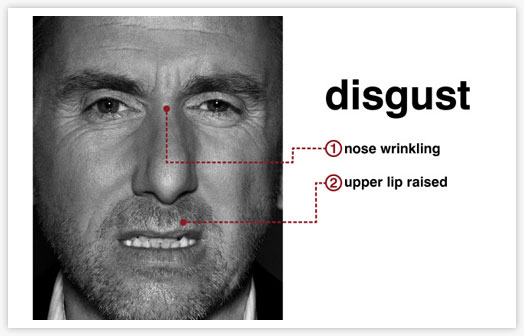 disgust
1 nose wrinkling
2 upper lip raised